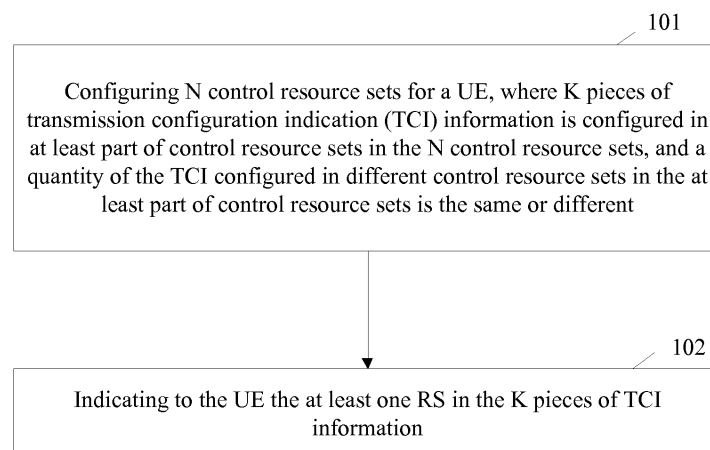 101
Configuring N control resource sets for a UE, where K pieces of
transmission configuration indication (TCI) information is configured in
at least part of control resource sets in the N control resource sets, and a
quantity of the TCI configured in different control resource sets in the at
least part of control resource sets is the same or different
102
Indicating to the UE the at least one RS in the K pieces of TCI
information